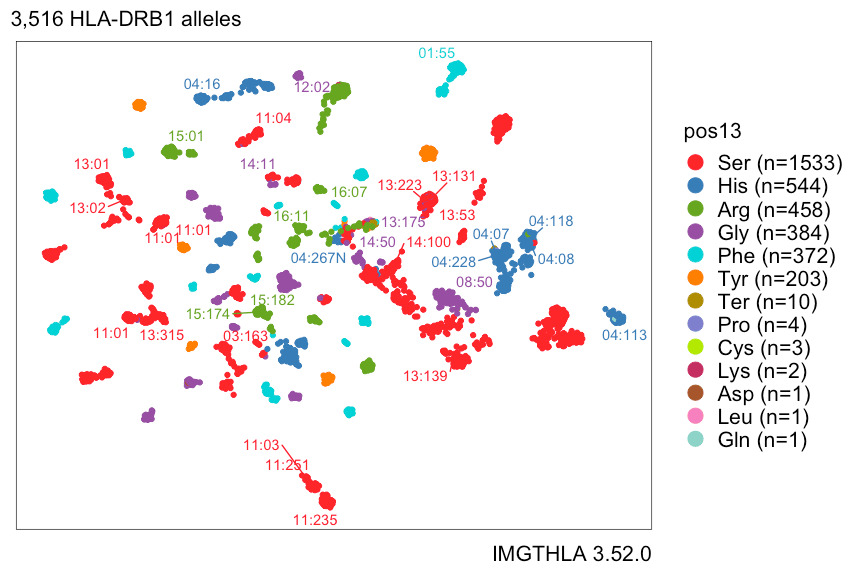 3,516 HLA-DRB1 alleles
01:55
04:16
12:02
11:04
15:01
14:11
13:01
13:131
13:223
16:07
13:02
13:53
13:175
16:11
04:118
04:07
11:01
11:01
14:50
14:100
04:267N
04:228
04:08
08:50
15:182
15:174
11:01
13:315
03:163
04:113
13:139
11:03
11:251
11:235
pos13
Ser (n=1533)
His (n=544)
Arg (n=458)
Gly (n=384)
Phe (n=372)
Tyr (n=203)
Ter (n=10)
Pro (n=4)
Cys (n=3)
Lys (n=2)
Asp (n=1)
Leu (n=1)
Gln (n=1)
IMGTHLA 3.52.0